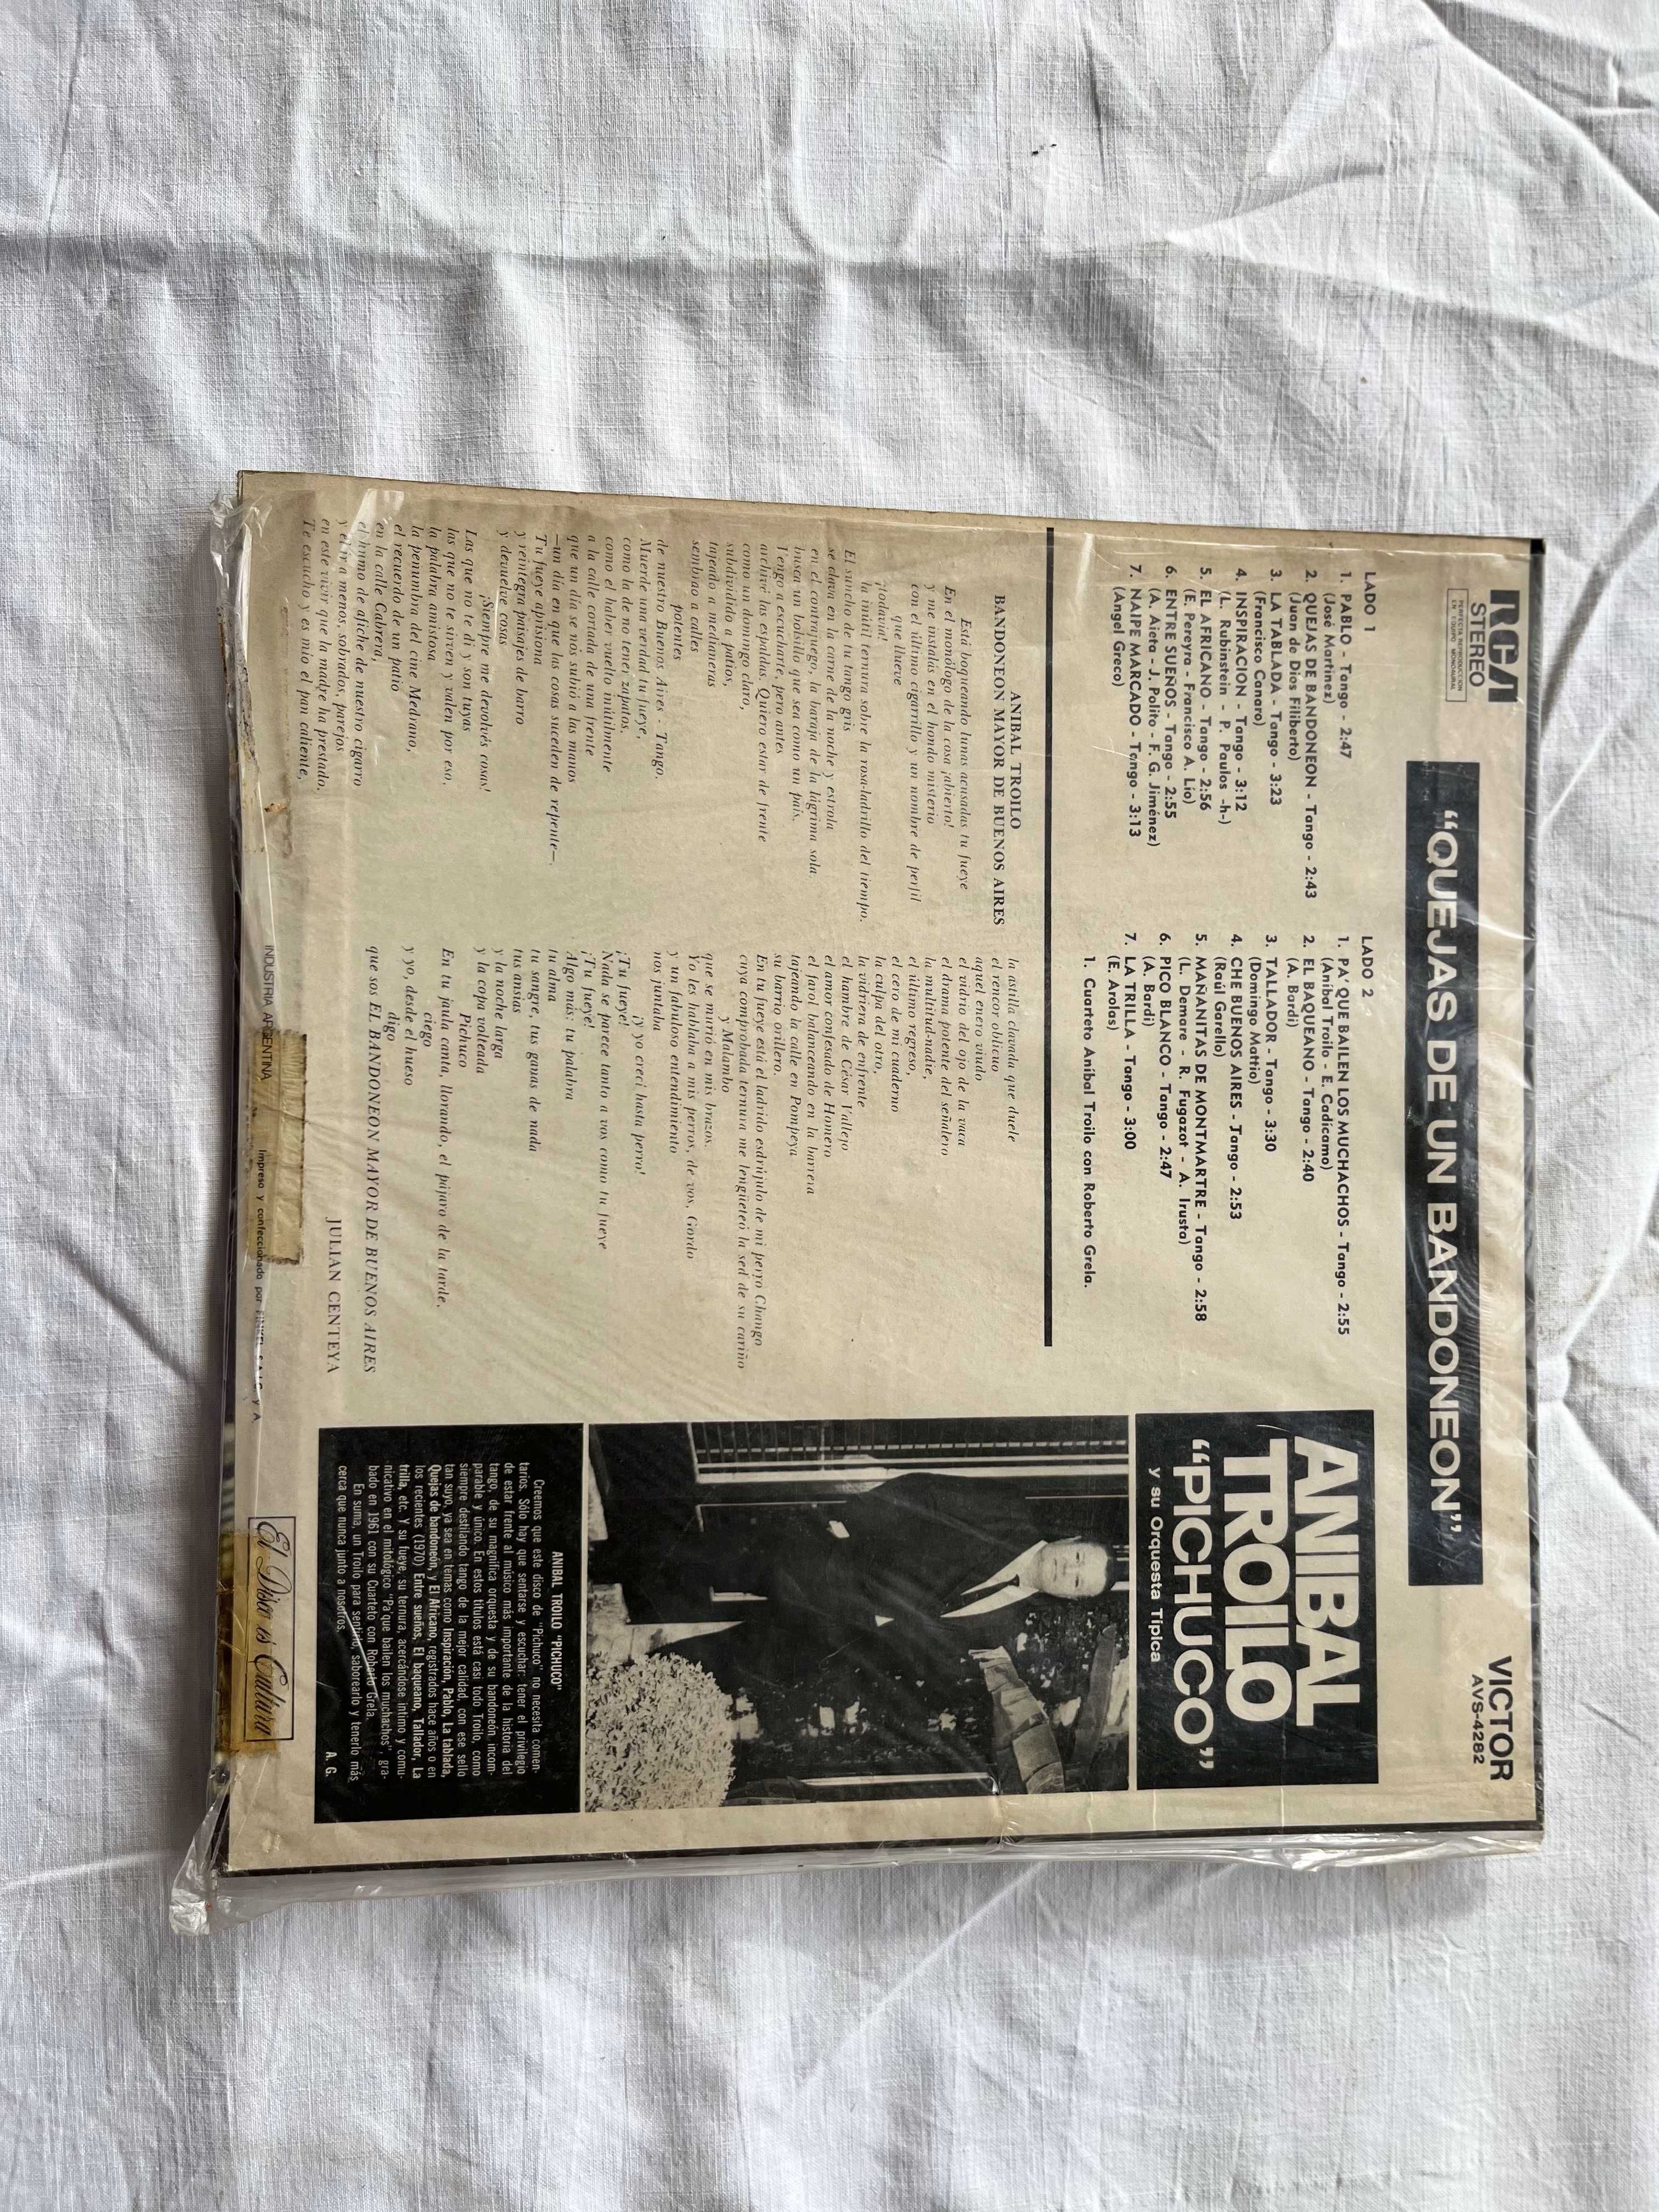 RCA
STEREO
PERFECTA REPRODUCCION
EN EQUIPO MONOAURAL
"QUEJAS DE UN BANDONEON"
VICTOR
AVS-4282
LADO 1
1. PABLO - Tango - 2:47
(José Martínez)
2. QUEJAS DE BANDONEON - Tango - 2:43
(Juan de Dios Filiberto)
3. LA TABLADA - Tango - 3:23
(Francisco Canaro)
4. INSPIRACION - Tango - 3:12
(L. Rubinstein - P. Paulos -h-)
5. EL AFRICANO - Tango - 2:56
(E. Pereyra - Francisco A. Lio)
6. ENTRE SUEÑOS - Tango - 2:55
(A. Aieta - J. Polito - F. G. Jiménez)
7. NAIPE MARCADO - Tango - 3:13
(Angel Greco)
LADO 2
1. PA' QUE BAILEN LOS MUCHACHOS - Tango - 2:55
(Anibal Troilo - E. Cadícamo)
2. EL BAQUEANO - Tango - 2:40
(A. Bardi)
3. TALLADOR - Tango - 3:30
(Domingo Mattio)
4. CHE BUENOS AIRES - Tango - 2:53
(Raúl Garello)
5. MAÑANITAS DE MONTMARTRE - Tango - 2:58
(L. Demare - R. Fugazot - A. Irusta)
6. PICO BLANCO - Tango - 2:47
(A. Bardi)
7. LA TRILLA - Tango - 3:00
(E. Arolas)
1. Cuarteto Aníbal Troilo con Roberto Grela.
ANIBAL
TROILO
"PICHUCO"
y su Orquesta Típica
ANIBAL TROILO
BANDONEON MAYOR DE BUENOS AIRES
Está boqueando lunas acusadas tu fueye
En el monólogo de la cosa ¡abierto!
y me instalás en el hondo misterio
con el último cigarrillo y un nombre de perfil
que llueve
¡todavía!
la inútil ternura sobre la rosa-ladrillo del tiempo.
El suncho de tu tango gris
se clava en la carne de la noche y estrola
en el contrajuego, la baraja de la lágrima sola
busca un bolsillo que sea como un país.
Tengo a escucharte, pero antes
archivé las espaldas. Quiero estar de frente
como un domingo claro,
subdividido a patios,
tapeado a medianeras
sembrao a calles
potentes
de nuestro Buenos Aires - Tango.
Muerde una verdad tu fueye,
como la de no tener zapatos,
como el haber vuelto inútilmente
a la calle cortada de una frente
que un día se nos subió a las manos
—un día en que las cosas suceden de repente—.
Tu fueye apisiona
y reintegra paisajes de barro
y devuelve cosas
¡Siempre me devolvés cosas!
Las que no te di y son tuyas
las que no te sirven y valen por eso,
la palabra amistosa
la penumbra del cine Medrano,
el recuerdo de un patio
en la calle Cabrera,
el humo de afiche de nuestro cigarro
y el ir a menos, sobrados, parejos
en este vivir que la madre ha prestado.
Te escucho y es mío el pan caliente,
la astilla clavada que duele
el rencor oblicuo
aquel enero viudo
el vidrio del ojo de la vaca
el drama potente del señalero
la multitud-nadie,
el último regreso,
el cero de mi cuaderno
la culpa del otro,
la vidriera de enfrente
el hambre de César Vallejo
el amor confesado de Homero
el farol balanceando en la barrera
tajeando la calle en Pompeya
su barrio orillero.
En tu fueye está el ladrido esdrújulo de mi perro Chango
cuya comprobada ternura me lengüeteó la sed de su cariño
y Malambo
que se murió en mis brazos.
Yo les hablaba a mis perros, de vos, Gordo
y un fabuloso entendimiento
nos juntaba
¡y ya creci hasta perro!
¡Tu fueye!
Nada se parece tanto a vos como tu fueye
¡Tu fueye!
Algo más: tu palabra
tu alma
tu sangre, tus ganas de nada
tus ansias
y la noche larga
y la copa volteada
Pichuco
En tu jaula canta, llorando, el pájaro de la tarde,
ciego
y yo, desde el hueso
digo
que sos EL BANDONEON MAYOR DE BUENOS AIRES
JULIAN CENTEYA
ANIBAL TROILO "PICHUCO"
Creemos que este disco de "Pichuco" no necesita comen-
tarios. Sólo hay que sentarse y escuchar: tener el privilegio
de estar frente al músico más importante de la historia del
tango, de su magnífica orquesta y de su bandoneón incom-
parable y único. En estos títulos está casi todo Troilo, como
siempre destilando tango de la mejor calidad, con ese sello
tan suyo, ya sea en temas como Inspiración, Pablo, La tablada,
Quejas de bandoneón, y El Africano, registrados hace años o en
los recientes (1970) Entre sueños, El baqueano, Tallador, La
trilla, etc. Y su fueye, su ternura, acercándose íntimo y comu-
nicativo en el mitológico "Pa'que bailen los muchachos", gra-
bado en 1961 con su Cuarteto con Roberto Grela.
En suma, un Troilo para sentirlo, saborearlo y tenerlo más
cerca que nunca junto a nosotros.
A. G.
INDUSTRIA ARGENTINA
Impreso y confeccionado por
El Disco es Cultura